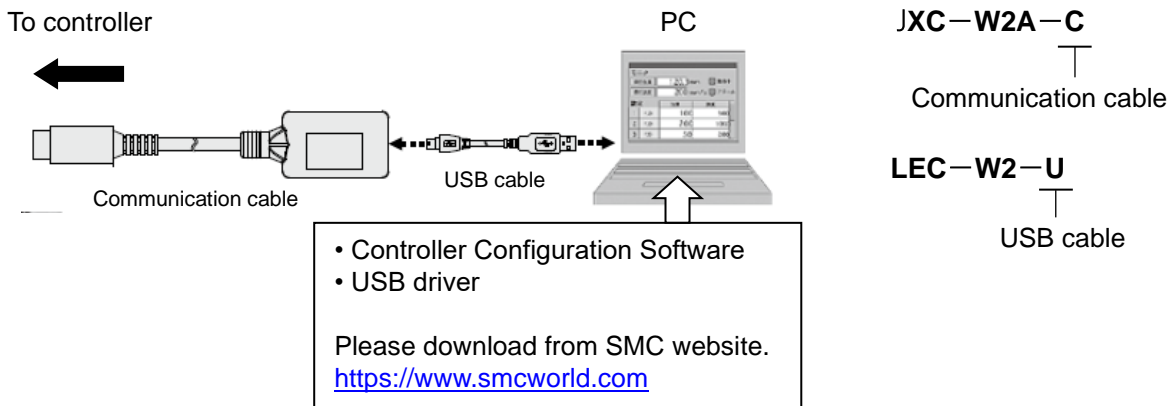 To controller
PC
JXC－W2A－C
Communication cable
LEC－W2－U
USB cable
Communication cable
USB cable
• Controller Configuration Software
• USB driver
Please download from SMC website.
https://www.smcworld.com